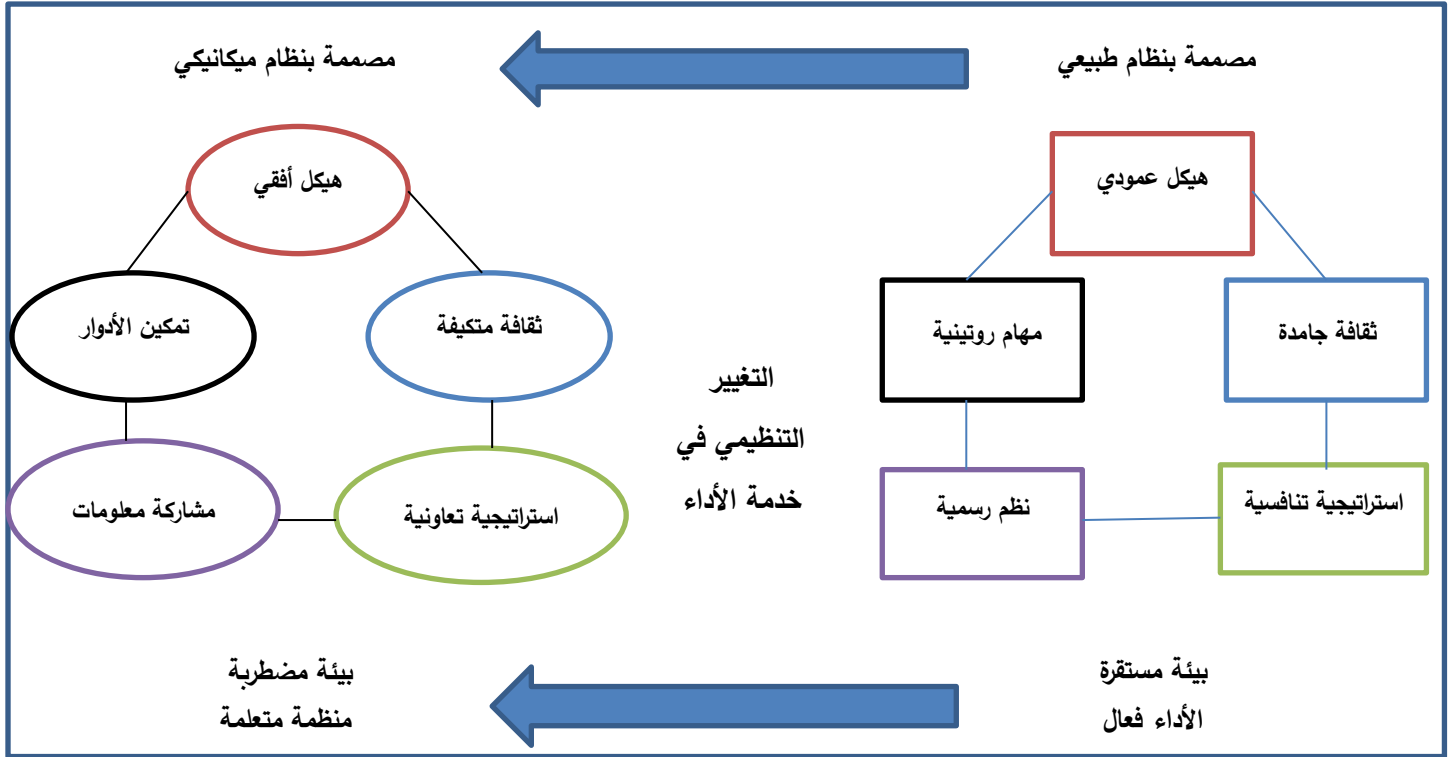 مصممة بنظام طبيعي
مصممة بنظام ميكانيكي
هيكل عمودي
هيكل أفقي
ثقافة جامدة
مهام روتينية
ثقافة متكيفة
تمكين الأدوار
التغيير
التنظيمي في
خدمة الأداء
استراتيجية تنافسية
نظم رسمية
استراتيجية تعاونية
مشاركة معلومات
بيئة مستقرة
الأداء فعال
بيئة مضطربة
منظمة متعلمة